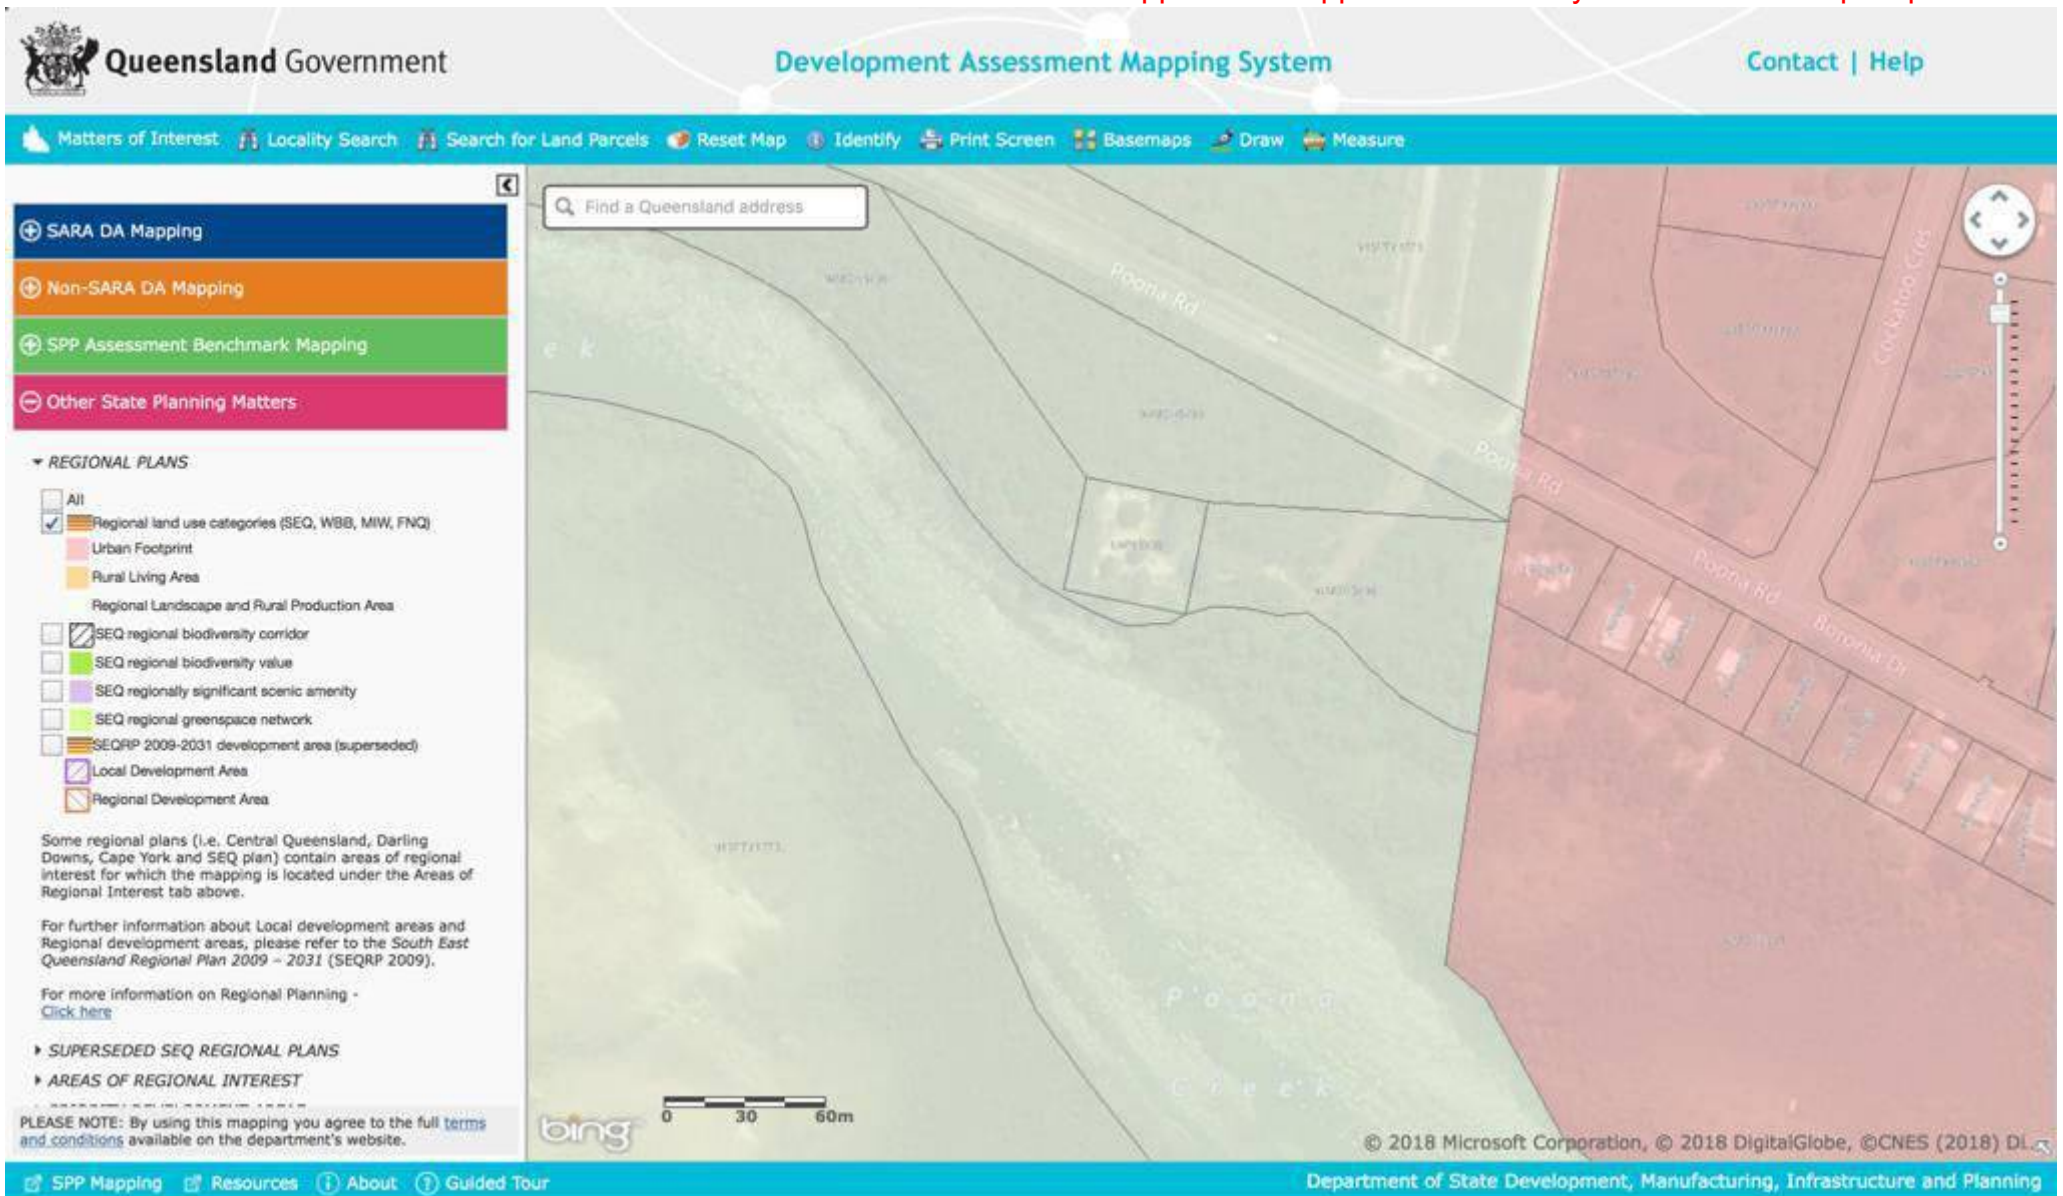 Queensland Government
Development Assessment Mapping System
Contact | Help
Matters of Interest Locality Search Search for Land Parcels Reset Map Identify Print Screen Basemaps Draw Measure
Find a Queensland address
SARA DA Mapping
Non-SARA DA Mapping
SPP Assessment Benchmark Mapping
Other State Planning Matters
REGIONAL PLANS
All
Regional land use categories (SEQ, WBB, MIW, FNQ)
Urban Footprint
Rural Living Area
Regional Landscape and Rural Production Area
SEQ regional biodiversity corridor
SEQ regional biodiversity value
SEQ regionally significant scenic amenity
SEQ regional greenspace network
SEQRP 2009-2031 development area (superseded)
Local Development Area
Regional Development Area
Some regional plans (i.e. Central Queensland, Darling
Downs, Cape York and SEQ plan) contain areas of regional
interest for which the mapping is located under the Areas of
Regional Interest tab above.
For further information about Local development areas and
Regional development areas, please refer to the South East
Queensland Regional Plan 2009 – 2031 (SEQRP 2009).
For more information on Regional Planning -
Click here
SUPERSEDED SEQ REGIONAL PLANS
AREAS OF REGIONAL INTEREST
PLEASE NOTE: By using this mapping you agree to the full terms
and conditions available on the department's website.
Poona Rd
Cockatoo Cres
Poona Rd
Poona Rd
Boronia Dr
e k
Poona
Creek
0 30 60m
bing
© 2018 Microsoft Corporation, © 2018 DigitalGlobe, ©CNES (2018) Di...
SPP Mapping Resources About Guided Tour
Department of State Development, Manufacturing, Infrastructure and Planning